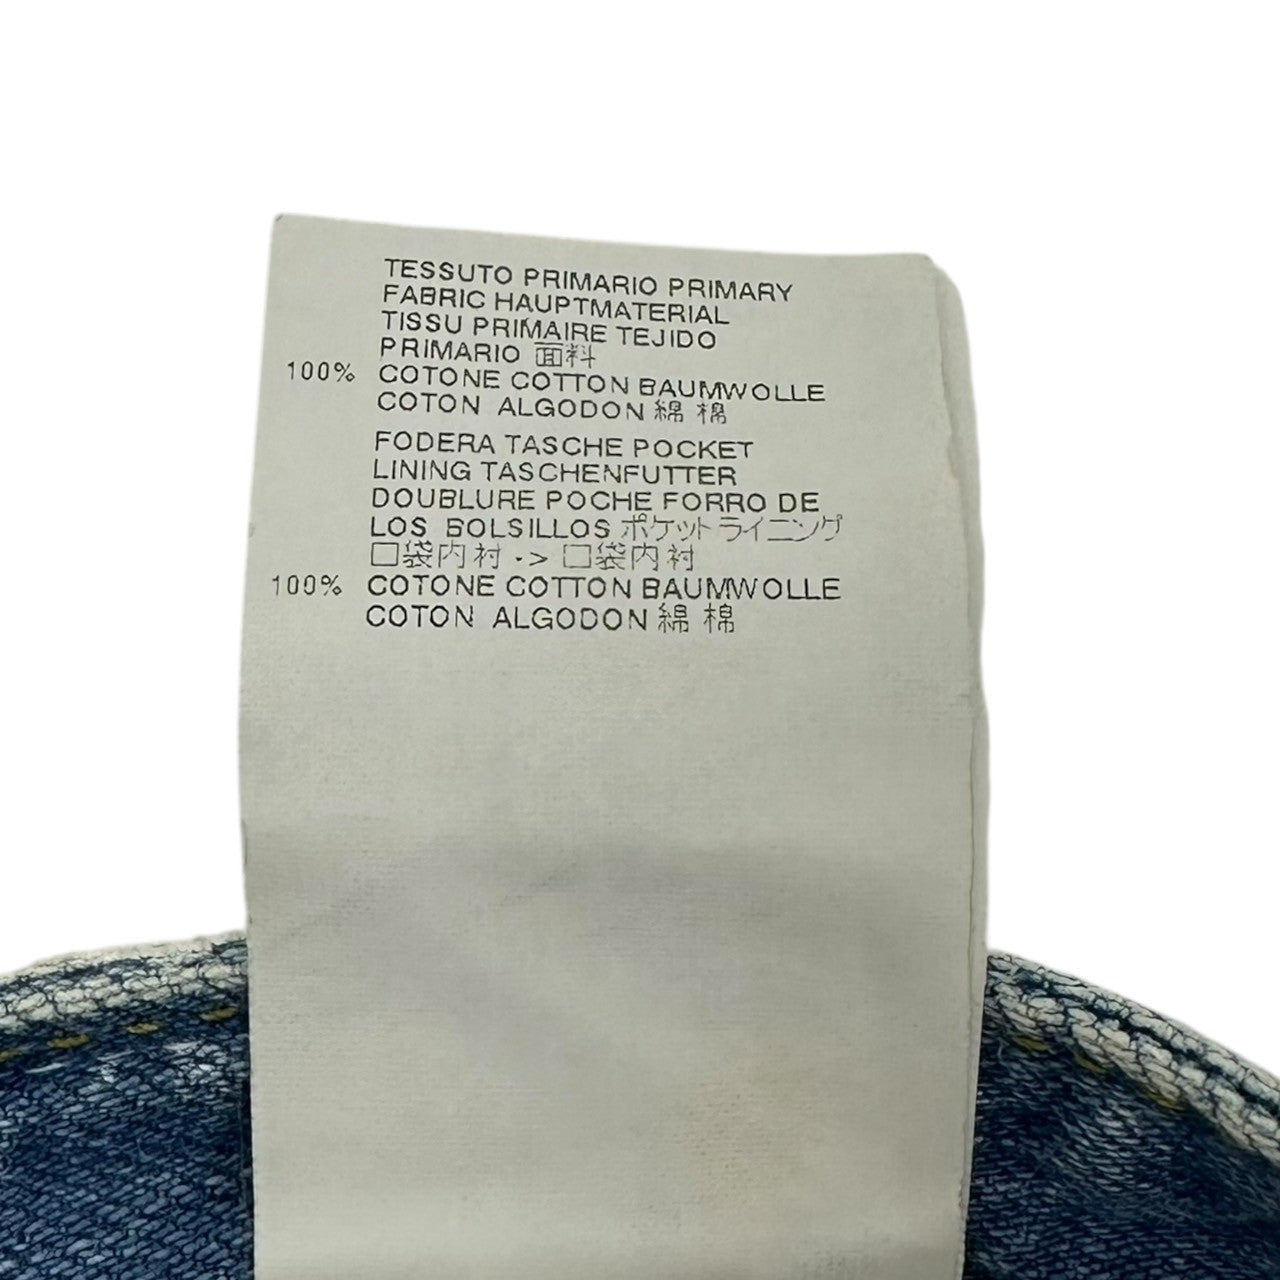 TESSUTO PRIMARIO PRIMARY
FABRIC HAUPTMATERIAL
TISSU PRIMAIRE TEJIDO
PRIMARIO 面料
100% COTONE COTTON BAUMWOLLE
COTON ALGODON 綿 棉
FODERA TASCHE POCKET
LINING TASCHENFUTTER
DOUBLURE POCHE FORRO DE
LOS BOLSILLOS ポケットライニング
口袋内衬 -> 口袋内衬
100% COTONE COTTON BAUMWOLLE
COTON ALGODON 綿 棉